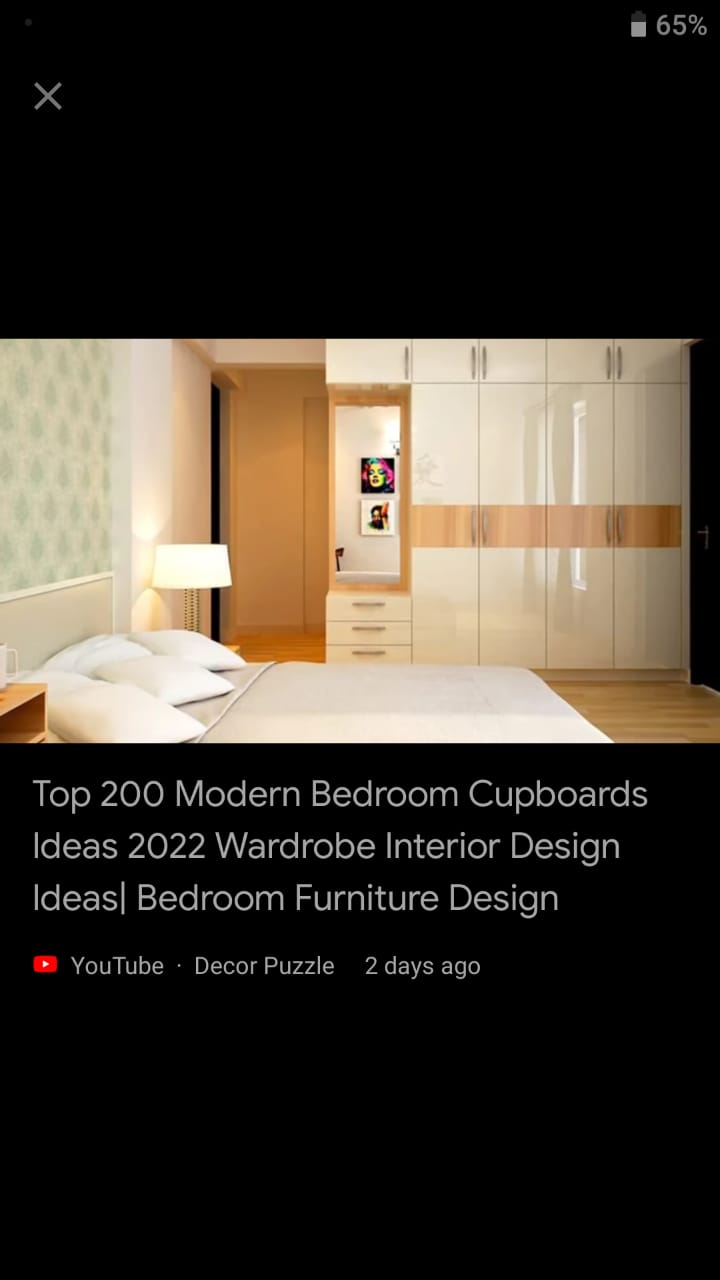 65%
Top 200 Modern Bedroom Cupboards
Ideas 2022 Wardrobe Interior Design
Ideas| Bedroom Furniture Design
YouTube · Decor Puzzle 2 days ago